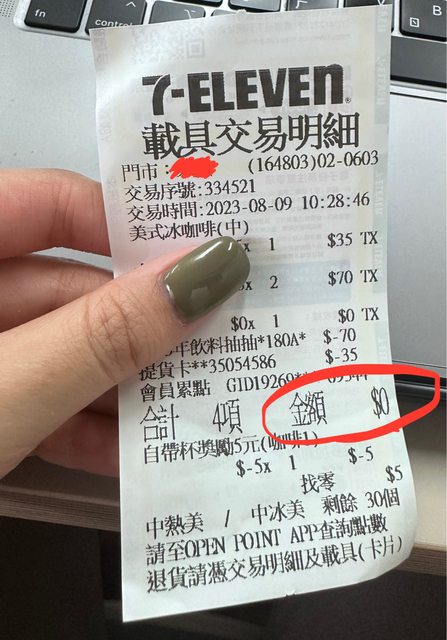 7-ELEVEN
載具交易明細
門市: (164803)02-0603
交易序號:334521
交易時間:2023-08-09 10:28:46
美式冰咖啡(中)
1 $35 TX
2 $70 TX
$0x 1 $0 TX
年飲料抽抽*180A* $-70
提貨卡**35054586 $-35
會員累點 GID19269
合計 4項 金額 $0
自帶杯獎勵5元(咖啡1)
$-5x 1 $-5
找零 $5
中熱美 / 中冰美 剩餘 30個
請至OPEN POINT APP查詢點數
退貨請憑交易明細及載具(卡片)
fn
control
option
command